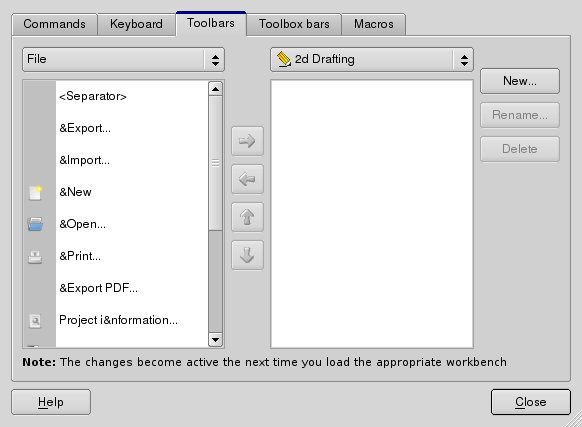 Commands Keyboard Toolbars Toolbox bars Macros
File 2d Drafting
New...
<Separator>
&Export...
Rename...
&Import...
Delete
&New
&Open...
&Print...
&Export PDF...
Project i&nformation...
Note: The changes become active the next time you load the appropriate workbench
Help Close